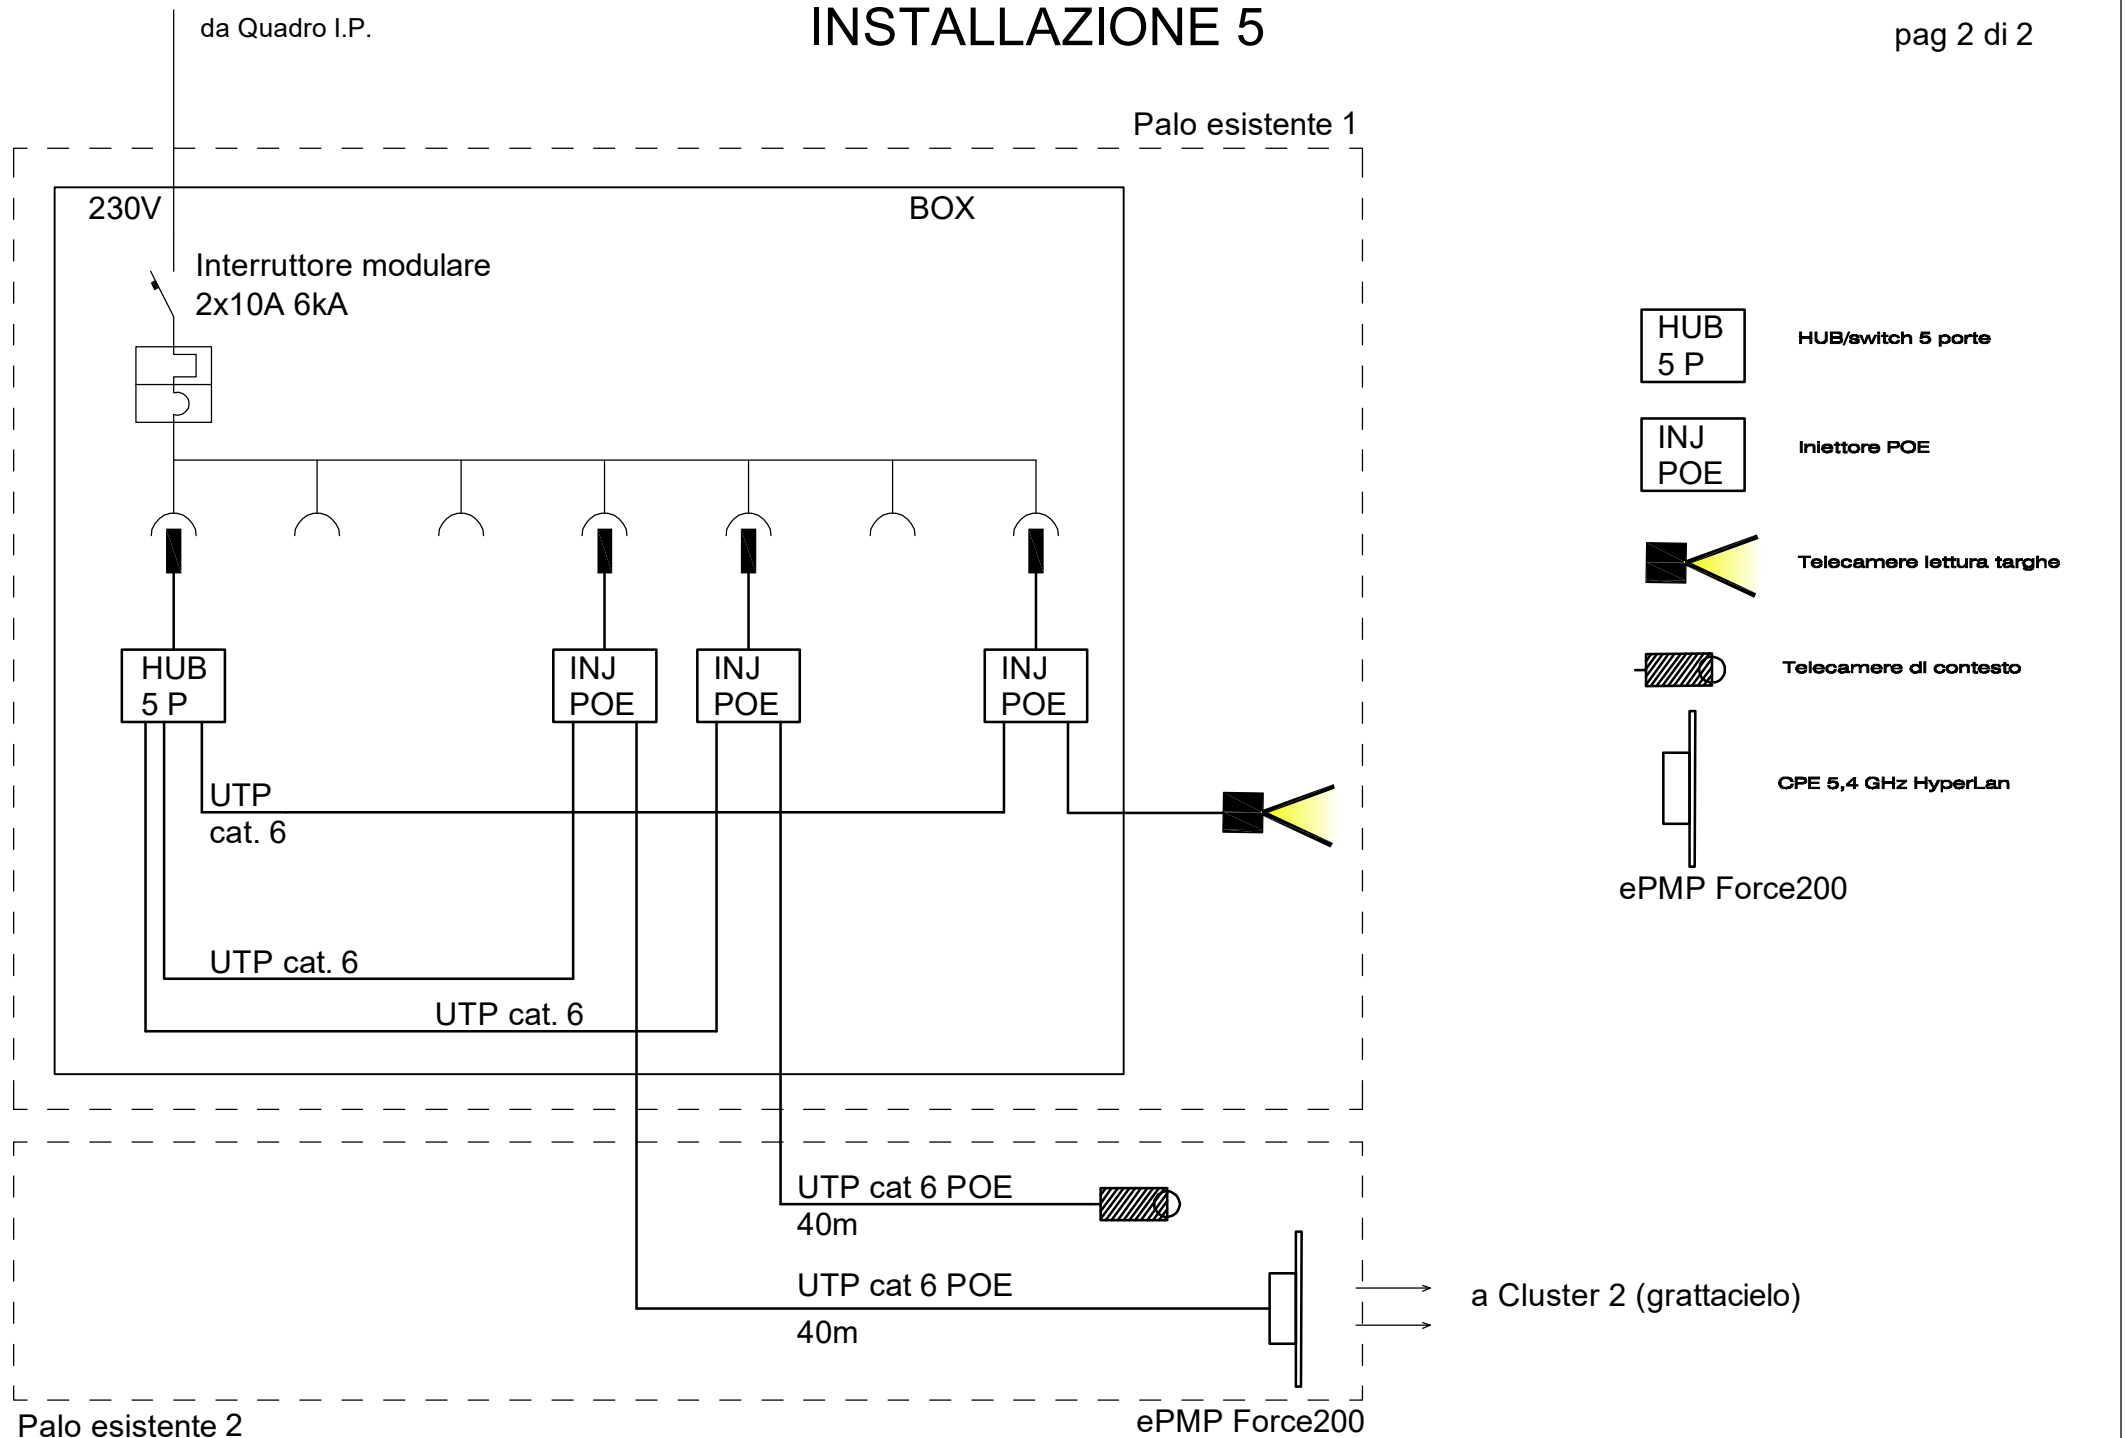 da Quadro I.P.
INSTALLAZIONE 5
pag 2 di 2
Palo esistente 1
230V
BOX
Interruttore modulare
2x10A 6kA
HUB
5 P
HUB/switch 5 porte
INJ
POE
Iniettore POE
Telecamere lettura targhe
Telecamere di contesto
CPE 5,4 GHz HyperLan
ePMP Force200
HUB
5 P
INJ
POE
INJ
POE
INJ
POE
UTP
cat. 6
UTP cat. 6
UTP cat. 6
UTP cat 6 POE
40m
UTP cat 6 POE
40m
a Cluster 2 (grattacielo)
Palo esistente 2
ePMP Force200